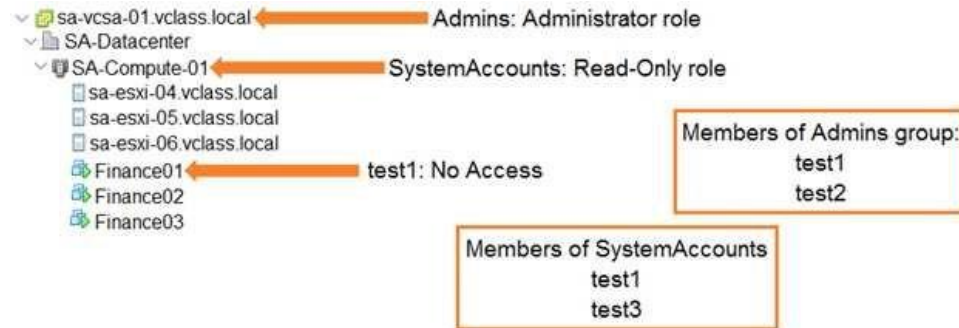 sa-vcsa-01.vclass.local
Admins: Administrator role
SA-Datacenter
SA-Compute-01
SystemAccounts: Read-Only role
sa-esxi-04.vclass.local
sa-esxi-05.vclass.local
sa-esxi-06.vclass.local
Finance01
test1: No Access
Finance02
Finance03
Members of Admins group:
test1
test2
Members of SystemAccounts
test1
test3